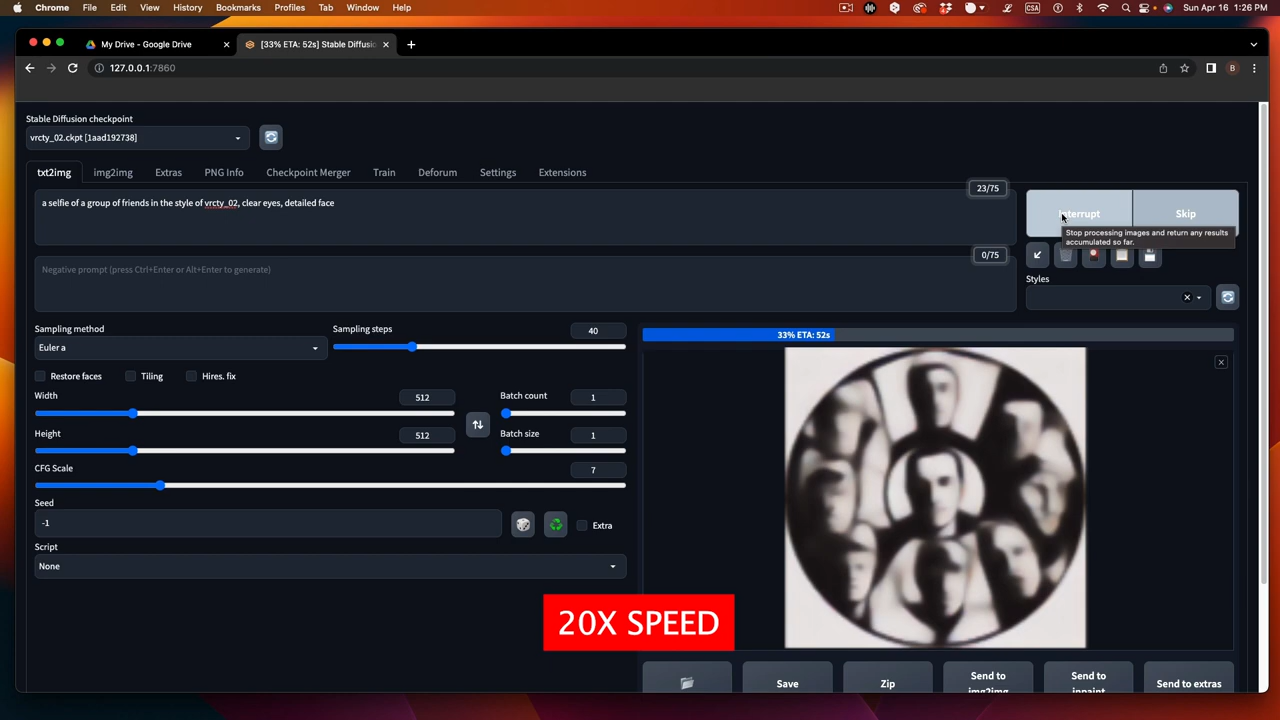 Chrome File Edit View History Bookmarks Profiles Tab Window Help CSA Sun Apr 16 1:26 PM
My Drive - Google Drive [33% ETA: 52s] Stable Diffusi
127.0.0.1:7860 B
Stable Diffusion checkpoint
vrcty_02.ckpt [1aad192738]
txt2img img2img Extras PNG Info Checkpoint Merger Train Deforum Settings Extensions
23/75
a selfie of a group of friends in the style of vrcty_02, clear eyes, detailed face
Interrupt Skip
Stop processing images and return any results
accumulated so far.
0/75
Negative prompt (press Ctrl+Enter or Alt+Enter to generate)
Styles
Sampling method Sampling steps 40
Euler a
33% ETA: 52s
Restore faces Tiling Hires. fix
Width 512 Batch count 1
Height 512 Batch size 1
CFG Scale 7
Seed
-1 Extra
Script
None
20X SPEED
Save Zip Send to img2img Send to inpaint Send to extras